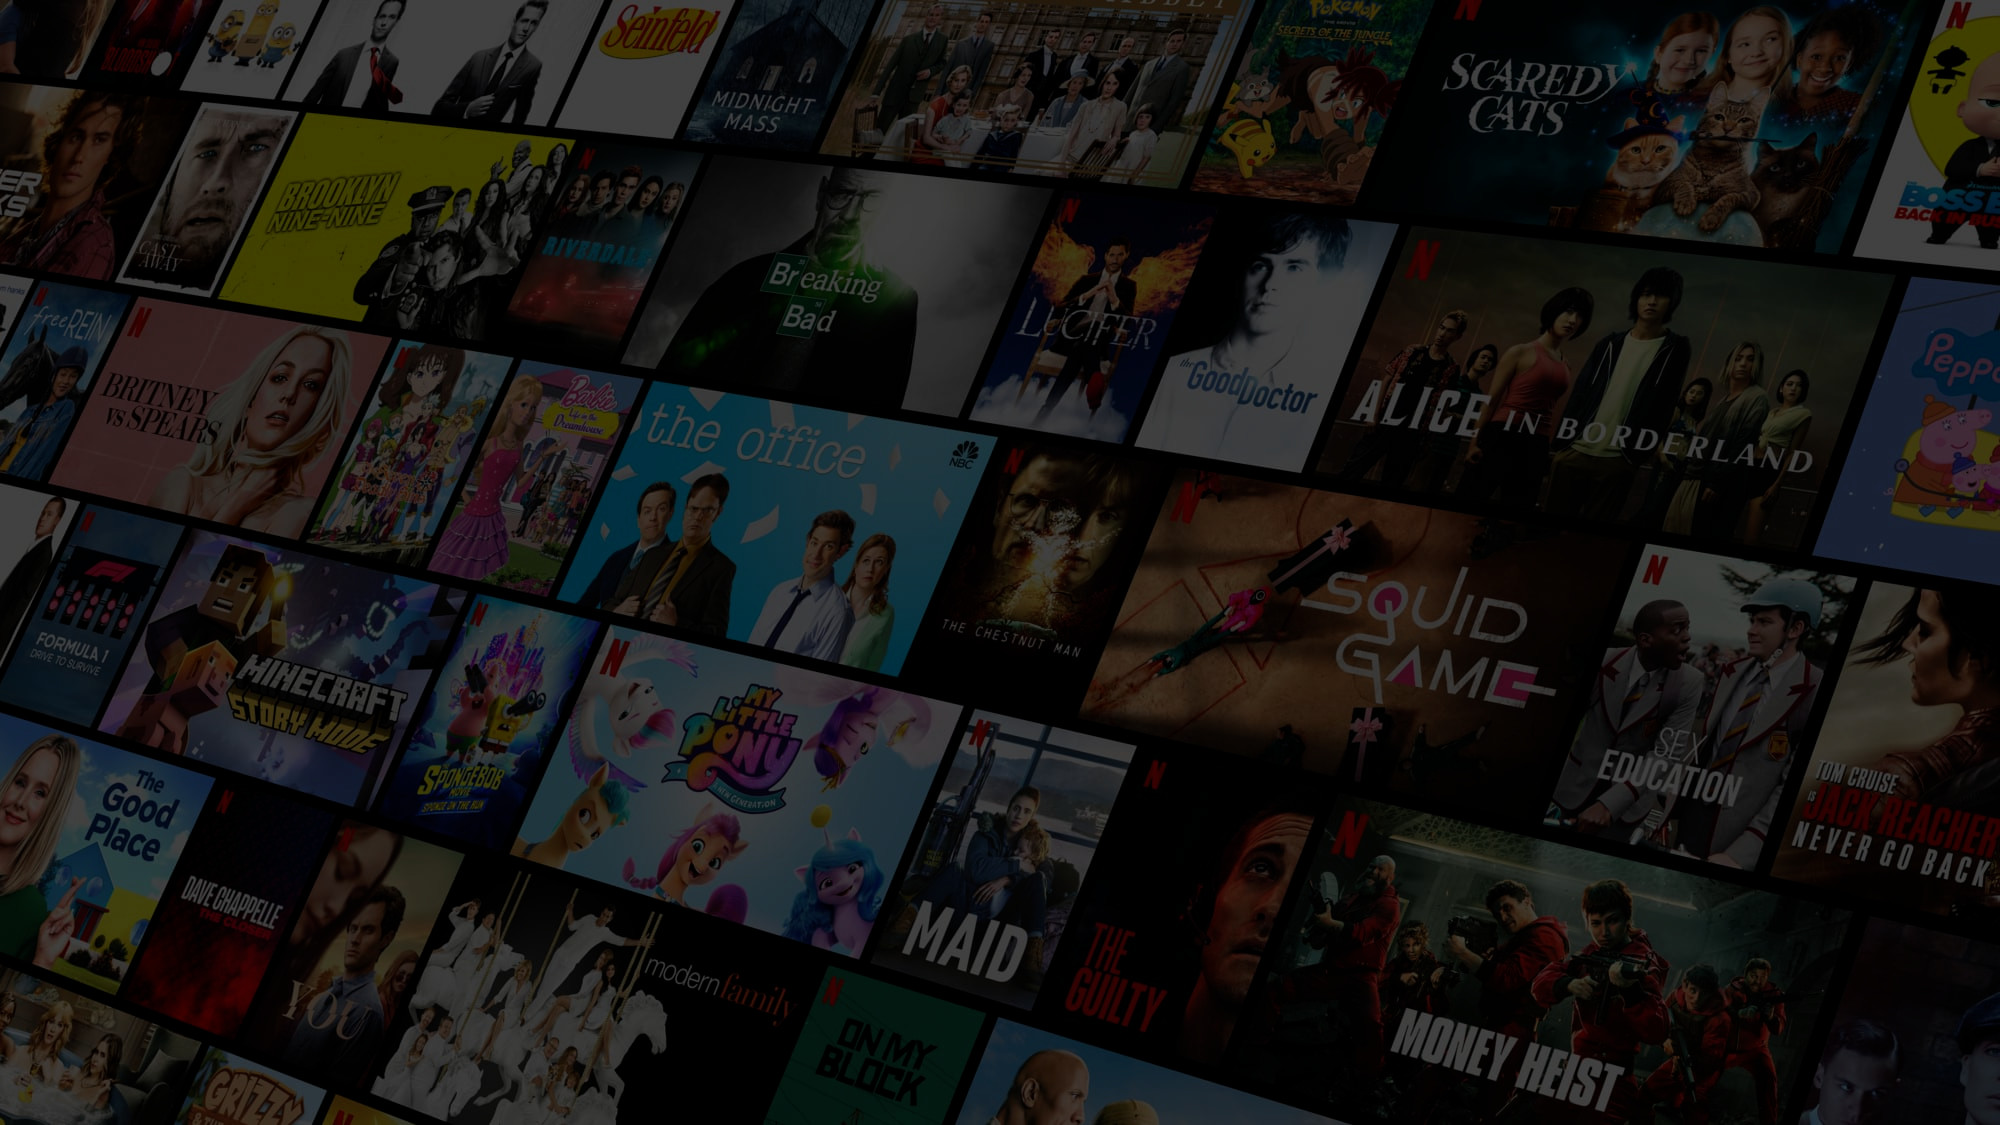 Seinfeld
MIDNIGHT
MASS
POKÉMON
SECRETS OF THE JUNGLE
SCAREDY
CATS
BOSS B
BACK IN BU
CAST
AWAY
BROOKLYN
NINE-NINE
RIVERDALE
Breaking
Bad
LUCIFER
the
GoodDoctor
ALICE IN BORDERLAND
Peppa
free REIN
BRITNEY
VS SPEARS
Barbie
Life in the
Dreamhouse
the office
NBC
THE CHESTNUT MAN
SQUID
GAME
SEX
EDUCATION
TOM CRUISE
IS
JACK REACHER
NEVER GO BACK
FORMULA 1
DRIVE TO SURVIVE
MINECRAFT
STORY MODE
SPONGEBOB
MOVIE
SPONGE ON THE RUN
MY
LITTLE
PONY
A NEW GENERATION
The
Good
Place
DAVE CHAPPELLE
THE CLOSER
YOU
modern family
MAID
THE
GUILTY
MONEY HEIST
ON MY
BLOCK
GRIZZY